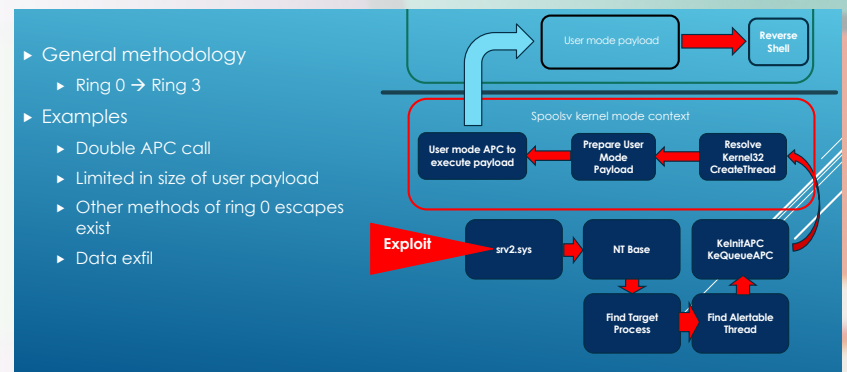 General methodology
Ring 0 → Ring 3
Examples
Double APC call
Limited in size of user payload
Other methods of ring 0 escapes
exist
Data exfil
User mode payload
Reverse
Shell
Spoolsv kernel mode context
User mode APC to
execute payload
Prepare User
Mode
Payload
Resolve
Kernel32
CreateThread
Exploit
srv2.sys
NT Base
KeInitAPC
KeQueueAPC
Find Target
Process
Find Alertable
Thread